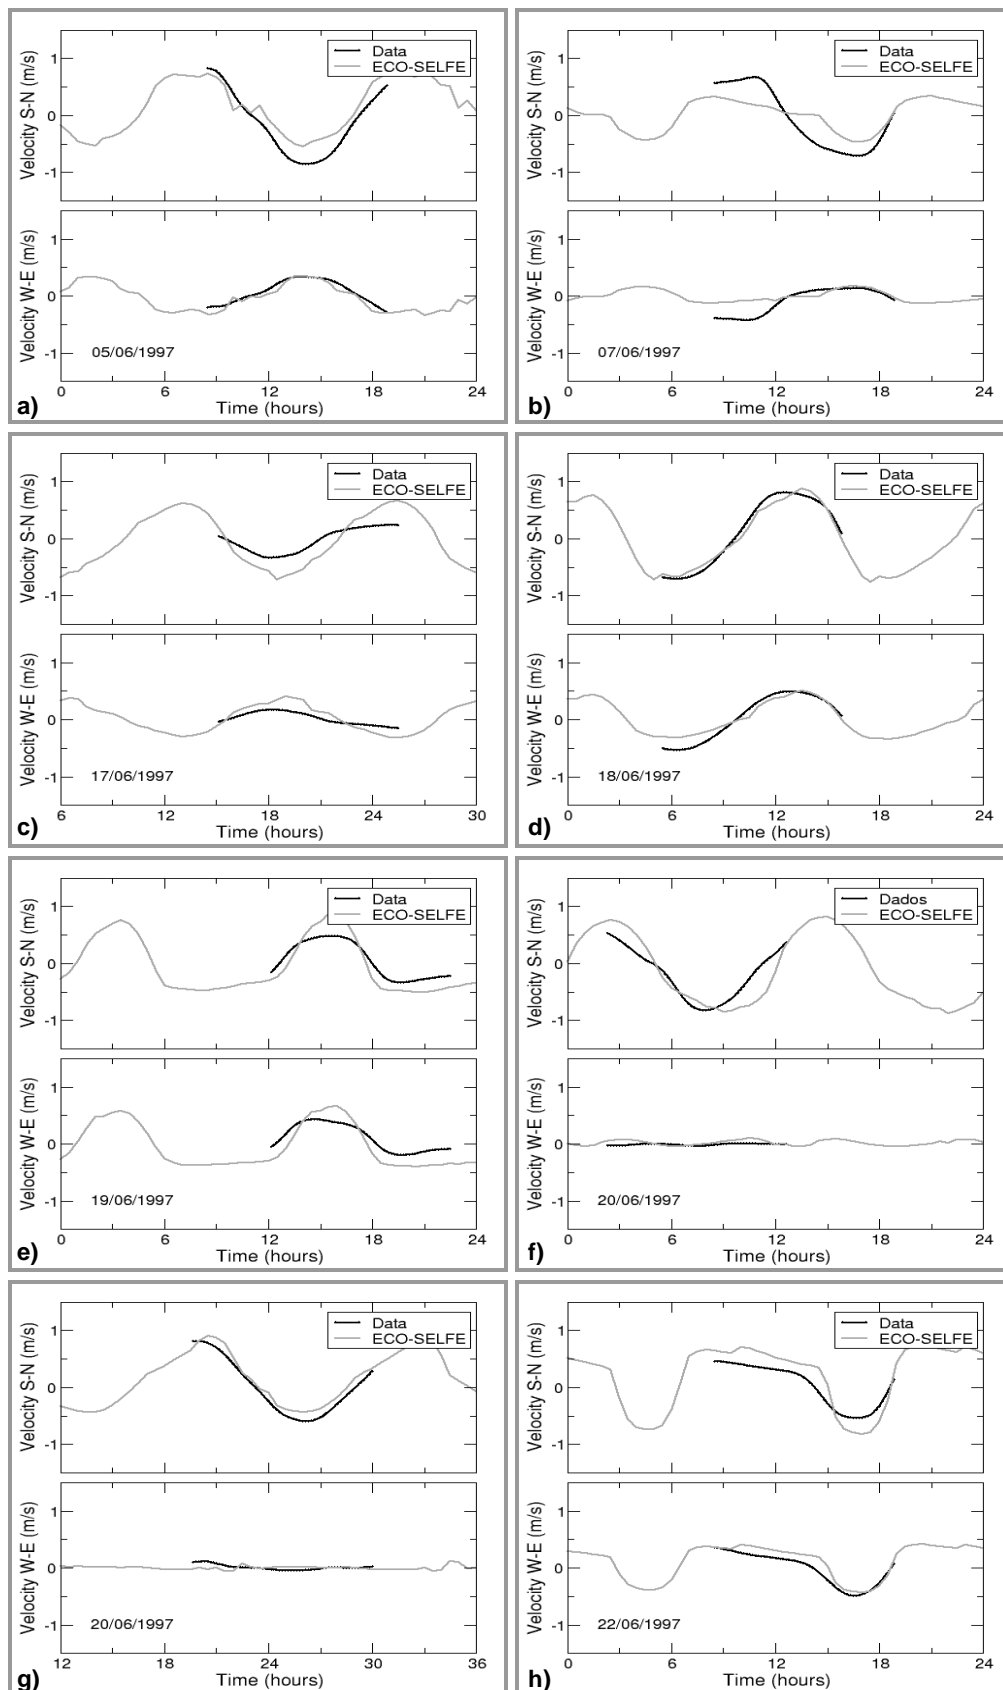 Velocity S-N (m/s)
1
0
-1
Data
ECO-SELFE
Velocity W-E (m/s)
1
0
-1
05/06/1997
0 6 12 18 24
Time (hours)
a)
Velocity S-N (m/s)
1
0
-1
Data
ECO-SELFE
Velocity W-E (m/s)
1
0
-1
07/06/1997
0 6 12 18 24
Time (hours)
b)
Velocity S-N (m/s)
1
0
-1
Data
ECO-SELFE
Velocity W-E (m/s)
1
0
-1
17/06/1997
6 12 18 24 30
Time (hours)
c)
Velocity S-N (m/s)
1
0
-1
Data
ECO-SELFE
Velocity W-E (m/s)
1
0
-1
18/06/1997
0 6 12 18 24
Time (hours)
d)
Velocity S-N (m/s)
1
0
-1
Data
ECO-SELFE
Velocity W-E (m/s)
1
0
-1
19/06/1997
0 6 12 18 24
Time (hours)
e)
Velocity S-N (m/s)
1
0
-1
Dados
ECO-SELFE
Velocity W-E (m/s)
1
0
-1
20/06/1997
0 6 12 18 24
Time (hours)
f)
Velocity S-N (m/s)
1
0
-1
Data
ECO-SELFE
Velocity W-E (m/s)
1
0
-1
20/06/1997
12 18 24 30 36
Time (hours)
g)
Velocity S-N (m/s)
1
0
-1
Data
ECO-SELFE
Velocity W-E (m/s)
1
0
-1
22/06/1997
0 6 12 18 24
Time (hours)
h)